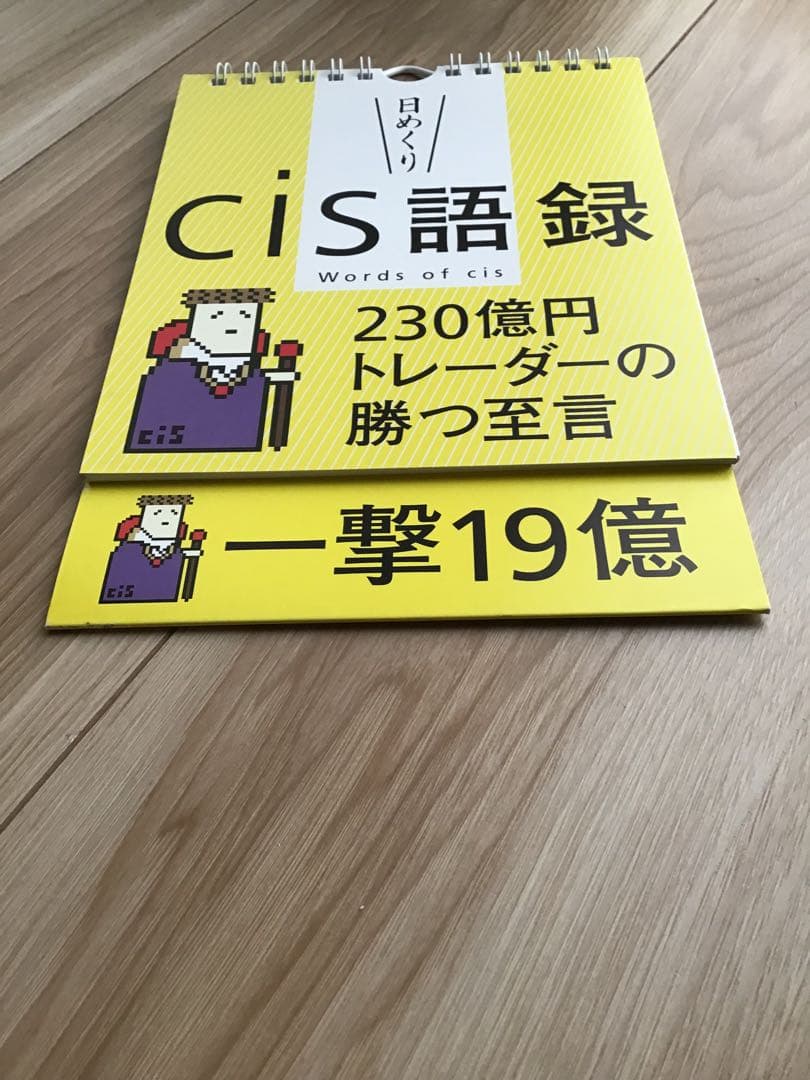 日めくり
cis語録
Words of cis
230億円
トレーダーの
勝つ至言
cis
一撃19億
cis